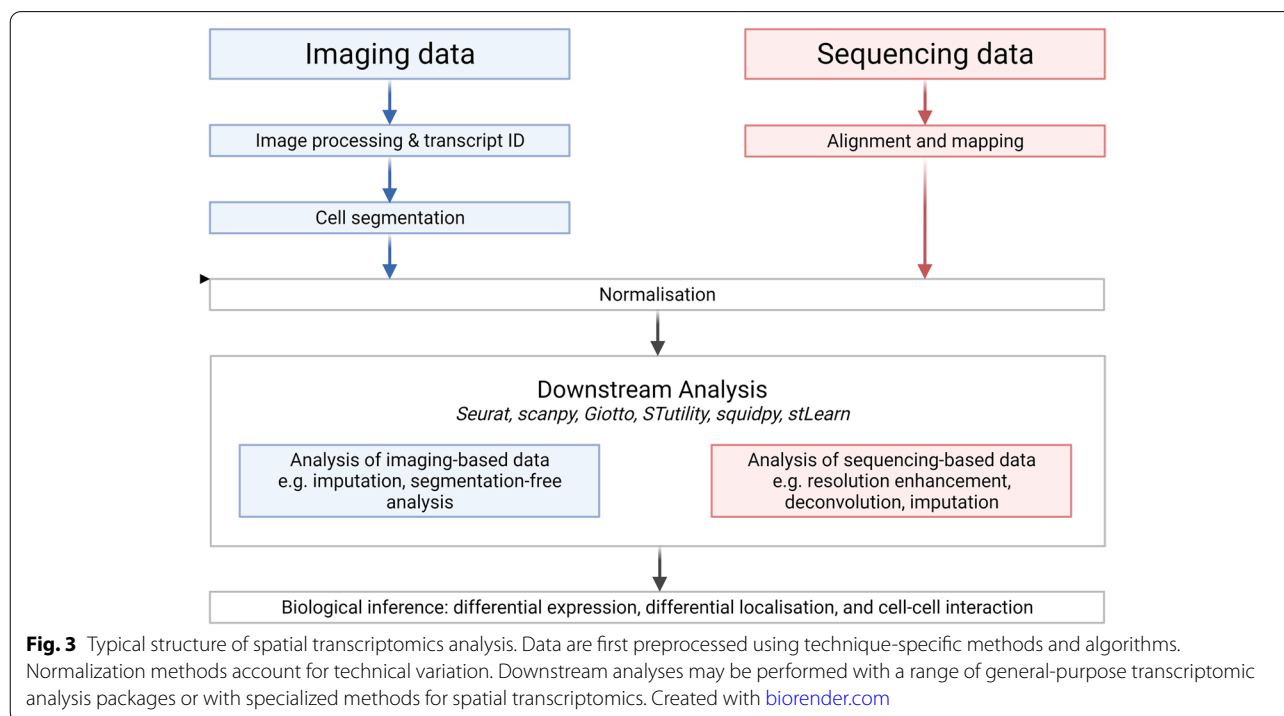 Imaging data
Sequencing data
Image processing & transcript ID
Alignment and mapping
Cell segmentation
Normalisation
Downstream Analysis
Seurat, scanpy, Giotto, STutility, squidpy, stLearn
Analysis of imaging-based data
e.g. imputation, segmentation-free
analysis
Analysis of sequencing-based data
e.g. resolution enhancement,
deconvolution, imputation
Biological inference: differential expression, differential localisation, and cell-cell interaction
Fig. 3 Typical structure of spatial transcriptomics analysis. Data are first preprocessed using technique-specific methods and algorithms.
Normalization methods account for technical variation. Downstream analyses may be performed with a range of general-purpose transcriptomic
analysis packages or with specialized methods for spatial transcriptomics. Created with biorender.com